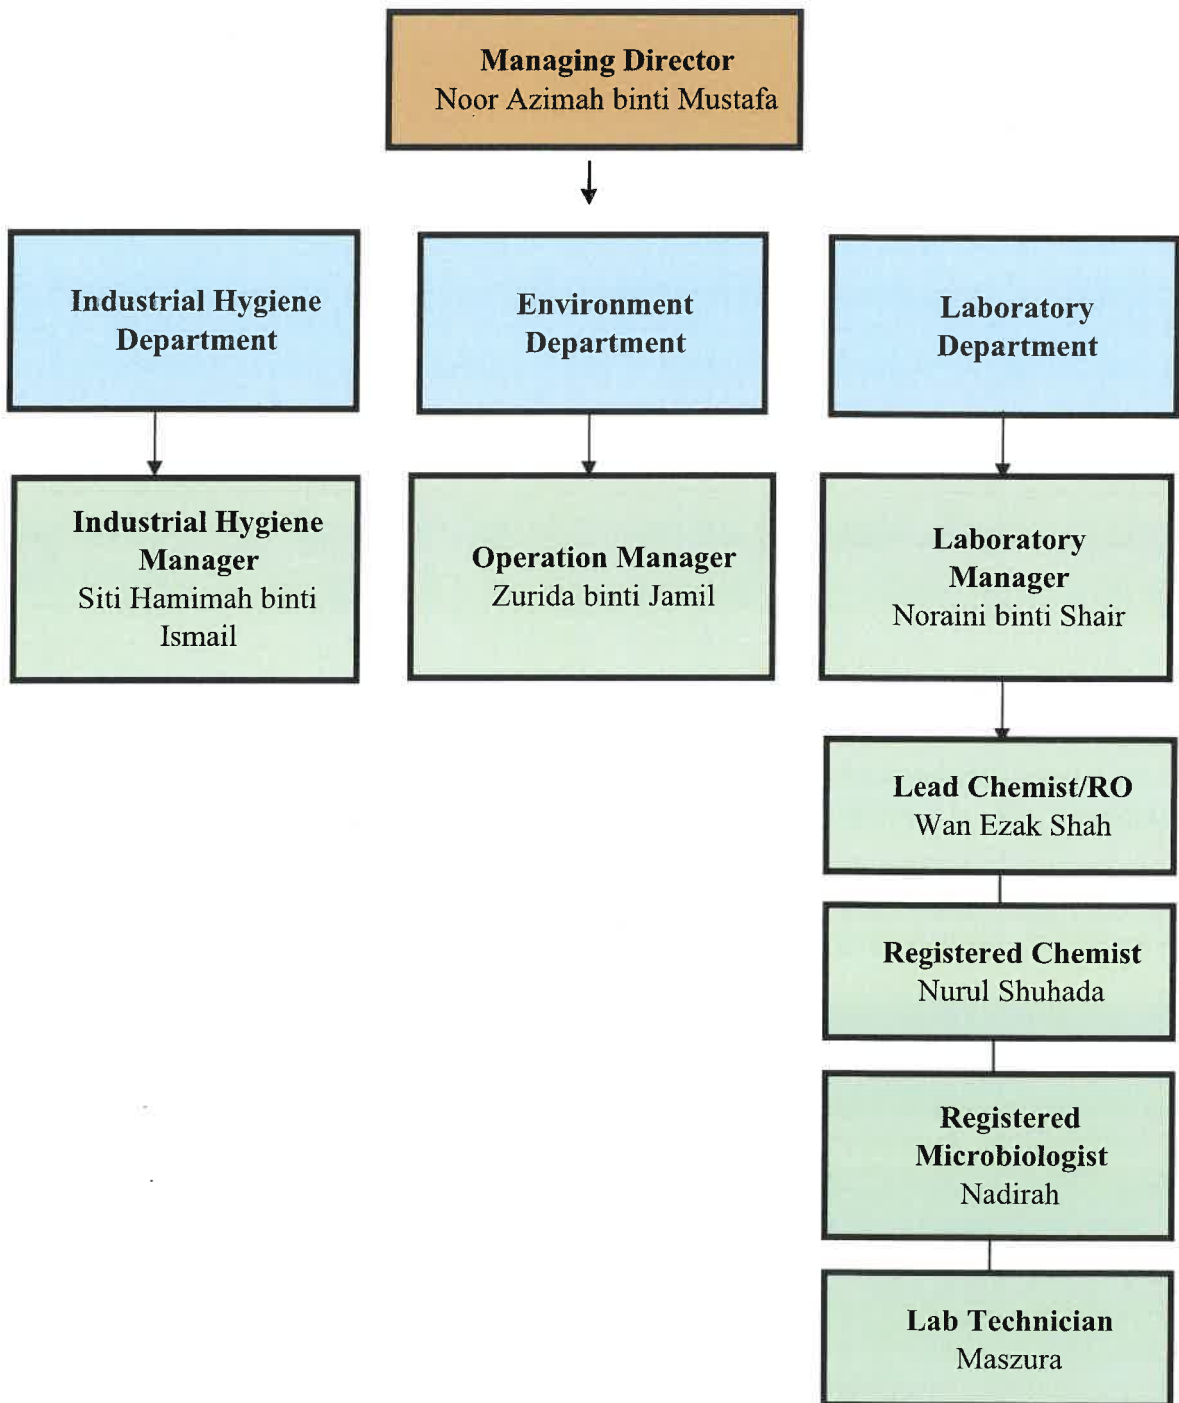 Managing Director
Noor Azimah binti Mustafa
Industrial Hygiene
Department
Environment
Department
Laboratory
Department
Industrial Hygiene
Manager
Siti Hamimah binti
Ismail
Operation Manager
Zurida binti Jamil
Laboratory
Manager
Noraini binti Shair
Lead Chemist/RO
Wan Ezak Shah
Registered Chemist
Nurul Shuhada
Registered
Microbiologist
Nadirah
Lab Technician
Maszura